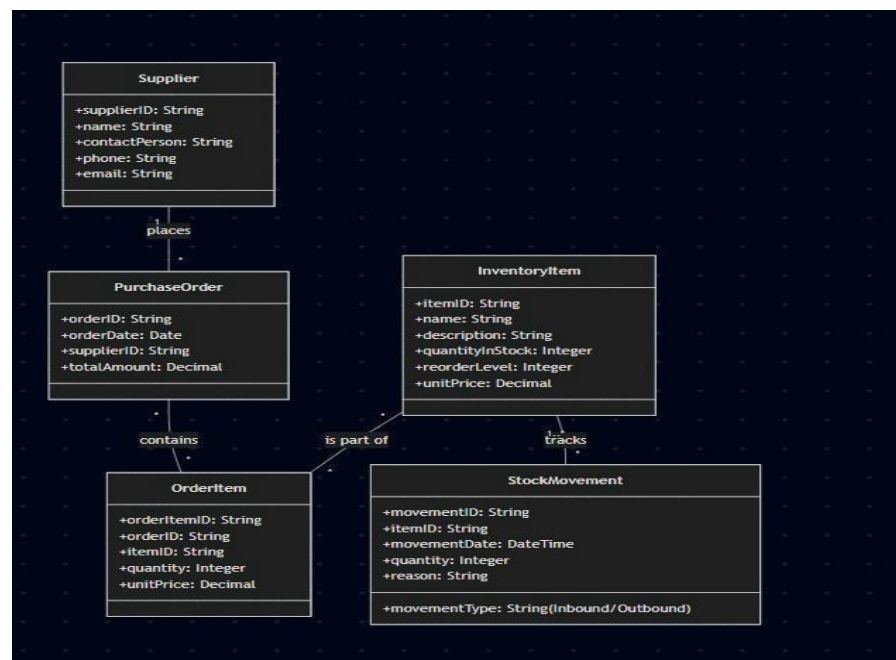 Supplier
+supplierID: String
+name: String
+contactPerson: String
+phone: String
+email: String
1
places
*
PurchaseOrder
+orderID: String
+orderDate: Date
+supplierID: String
+totalAmount: Decimal
*
contains
*
OrderItem
+orderItemID: String
+orderID: String
+itemID: String
+quantity: Integer
+unitPrice: Decimal
InventoryItem
+itemID: String
+name: String
+description: String
+quantityInStock: Integer
+reorderLevel: Integer
+unitPrice: Decimal
*
is part of
*
tracks
*
StockMovement
+movementID: String
+itemID: String
+movementDate: DateTime
+quantity: Integer
+reason: String
+movementType: String(Inbound/Outbound)